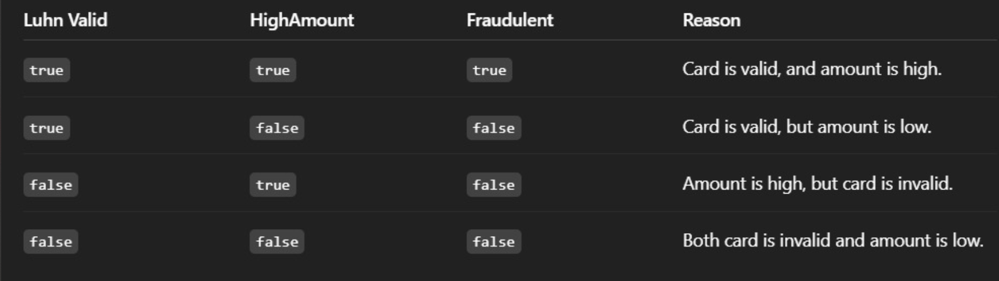 Luhn Valid HighAmount Fraudulent Reason
true true true Card is valid, and amount is high.
true false false Card is valid, but amount is low.
false true false Amount is high, but card is invalid.
false false false Both card is invalid and amount is low.